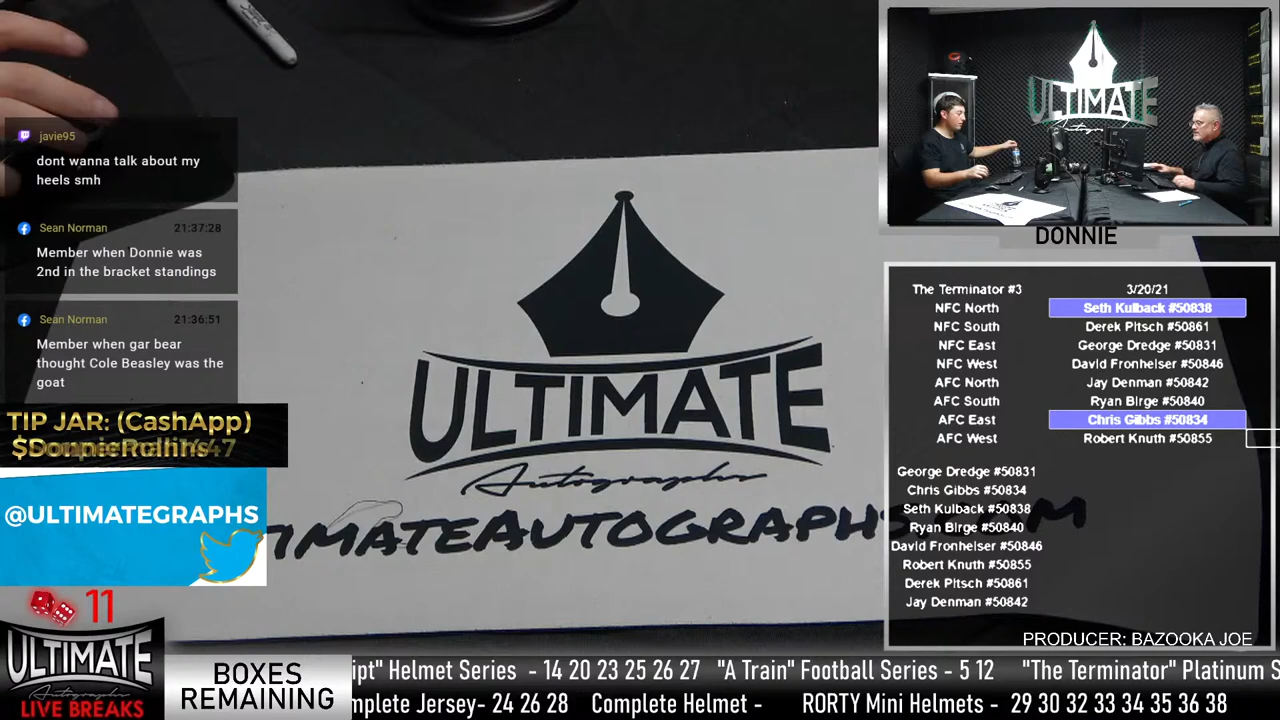 javie95
dont wanna talk about my
heels smh
Sean Norman 21:37:28
Member when Donnie was
2nd in the bracket standings
Sean Norman 21:36:51
Member when gar bear
thought Cole Beasley was the
goat
TIP JAR: (CashApp)
@ULTIMATEGRAPHS
11
ULTIMATE
Autographs
LIVE BREAKS
ULTIMATE
Autographs
TIMATEAUTOGRAPHS.COM
ULTIMATE
Autographs
DONNIE
The Terminator #3 3/20/21
NFC North Seth Kulback #50838
NFC South Derek Pitsch #50861
NFC East George Dredge #50831
NFC West David Fronheiser #50846
AFC North Jay Denman #50842
AFC South Ryan Birge #50840
AFC East Chris Gibbs #50834
AFC West Robert Knuth #50855
George Dredge #50831
Chris Gibbs #50834
Seth Kulback #50838
Ryan Birge #50840
David Fronheiser #50846
Robert Knuth #50855
Derek Pitsch #50861
Jay Denman #50842
PRODUCER: BAZOOKA JOE
BOXES
REMAINING
ipt" Helmet Series - 14 20 23 25 26 27 "A Train" Football Series - 5 12 "The Terminator" Platinum S
mplete Jersey- 24 26 28 Complete Helmet - RORTY Mini Helmets - 29 30 32 33 34 35 36 38